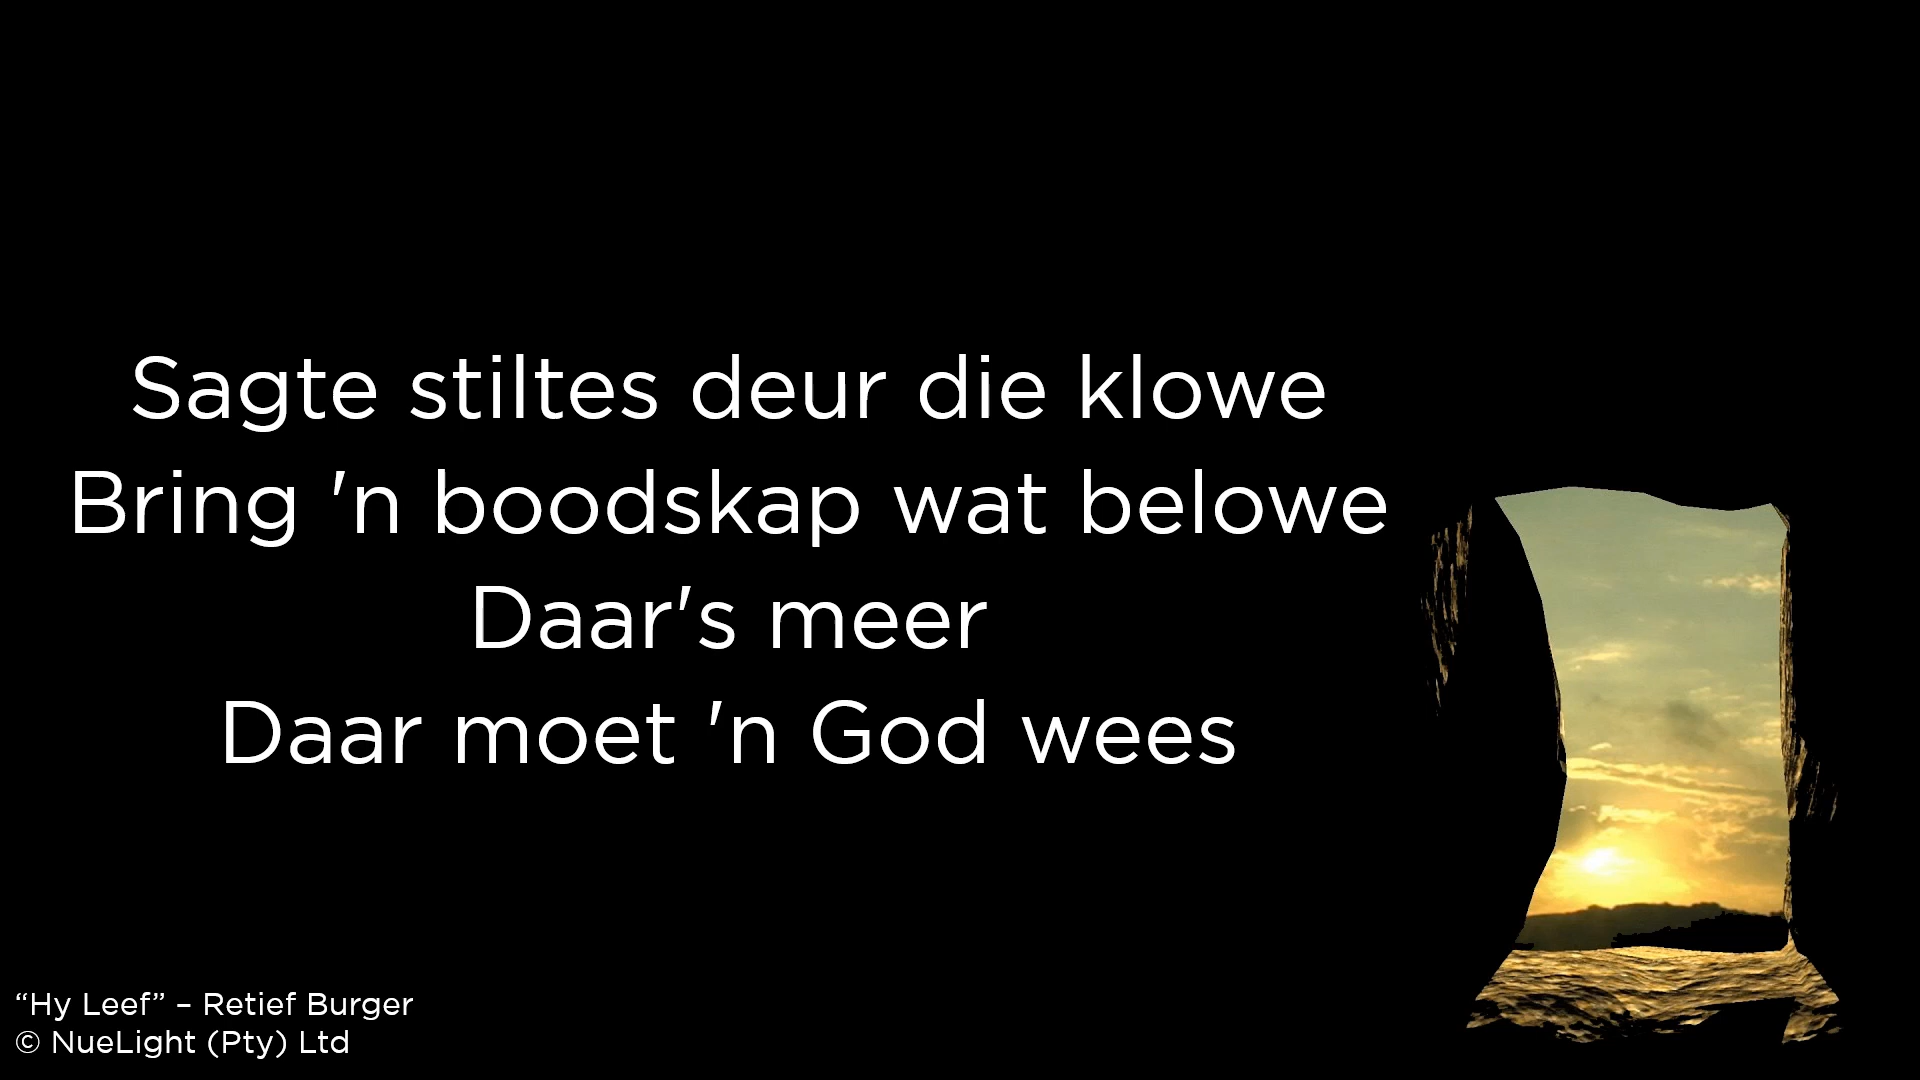 Sagte stiltes deur die klowe
Bring 'n boodskap wat belowe
Daar's meer
Daar moet 'n God wees
“Hy Leef” – Retief Burger
© NueLight (Pty) Ltd